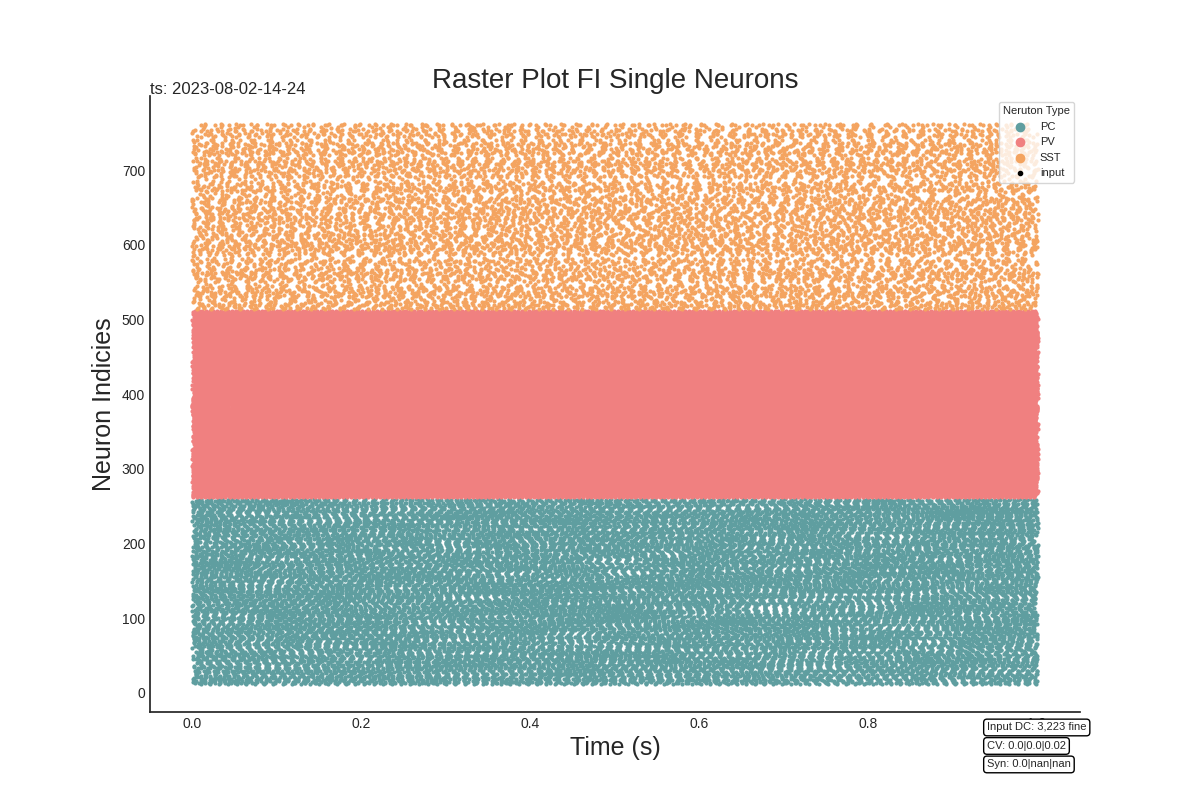 Raster Plot FI Single Neurons
ts: 2023-08-02-14-24
Neruton Type
PC
PV
SST
input
Neuron Indicies
700
600
500
400
300
200
100
0
0.0
0.2
0.4
0.6
0.8
Time (s)
Input DC: 3,223 fine
CV: 0.0|0.0|0.02
Syn: 0.0|nan|nan